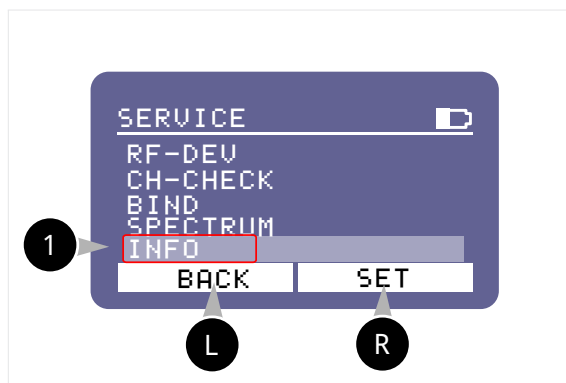 SERVICE
RF-DEV
CH-CHECK
BIND
SPECTRUM
1 INFO
BACK SET
L R